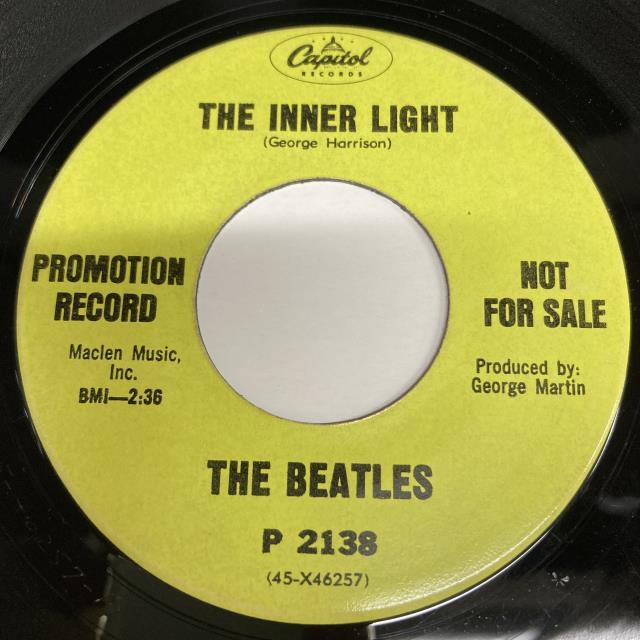 Capitol
RECORDS
THE INNER LIGHT
(George Harrison)
PROMOTION
RECORD
NOT
FOR SALE
Maclen Music,
Inc.
BMI—2:36
Produced by:
George Martin
THE BEATLES
P 2138
(45-X46257)